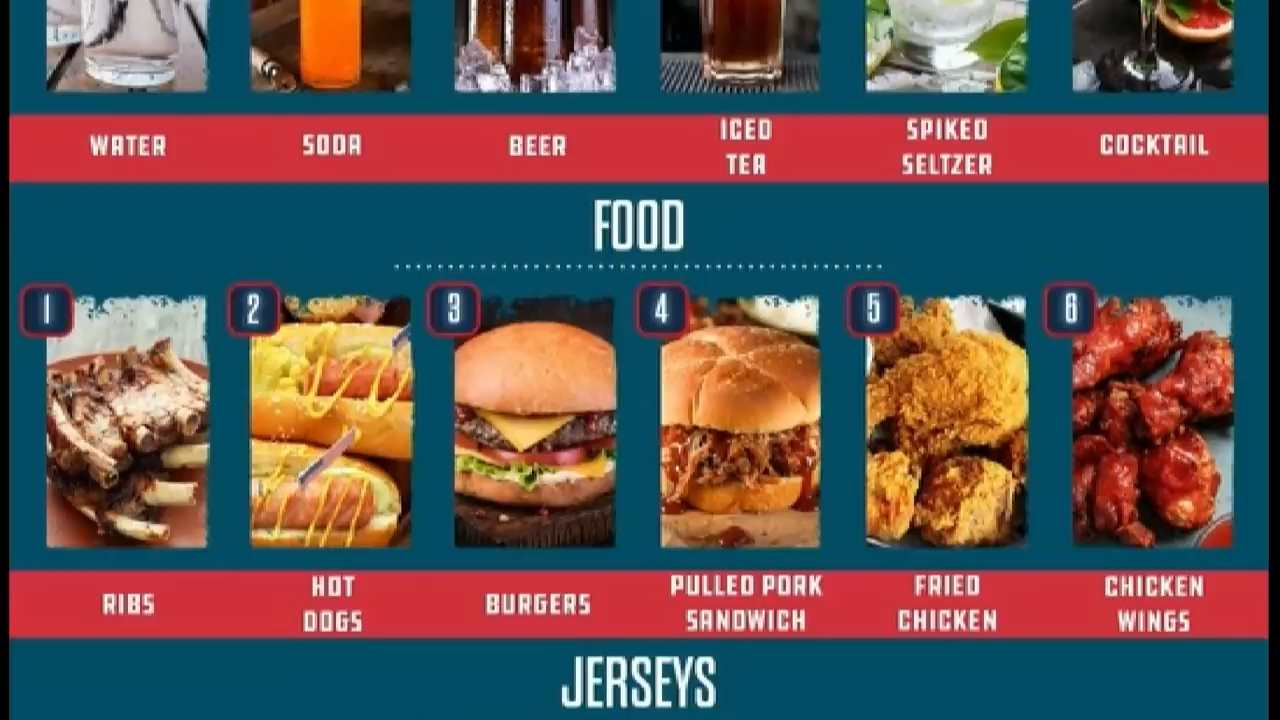 WATER
SODA
BEER
ICED
TEA
SPIKED
SELTZER
COCKTAIL
FOOD
1
2
3
4
5
6
RIBS
HOT
DOGS
BURGERS
PULLED PORK
SANDWICH
FRIED
CHICKEN
CHICKEN
WINGS
JERSEYS